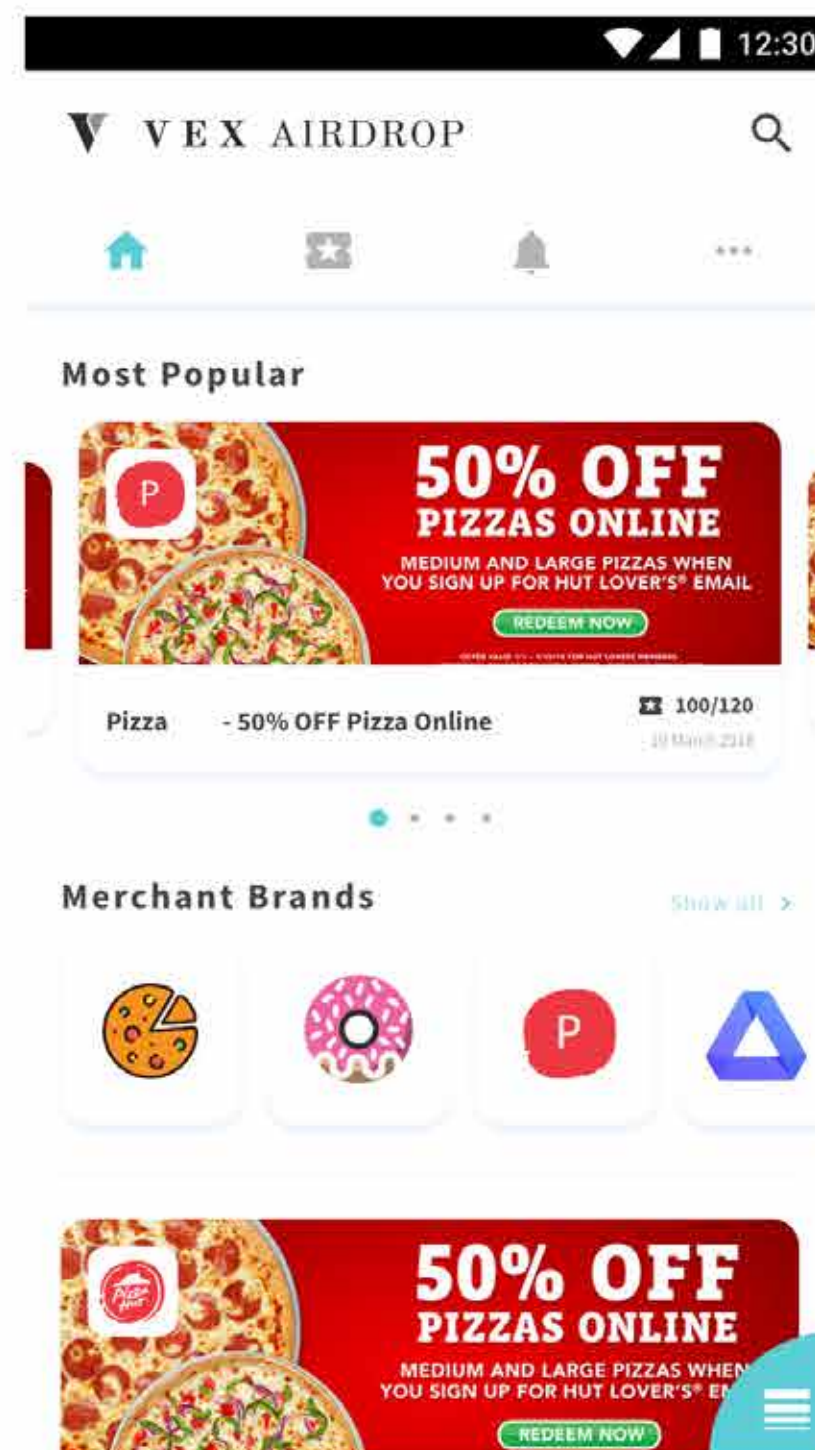 12:30
VEX AIRDROP
Most Popular
P
50% OFF
PIZZAS ONLINE
MEDIUM AND LARGE PIZZAS WHEN
YOU SIGN UP FOR HUT LOVER'S® EMAIL
REDEEM NOW
Pizza - 50% OFF Pizza Online
100/120
Merchant Brands
Show all >
P
Pizza Hut
50% OFF
PIZZAS ONLINE
MEDIUM AND LARGE PIZZAS WHEN
YOU SIGN UP FOR HUT LOVER'S®
REDEEM NOW